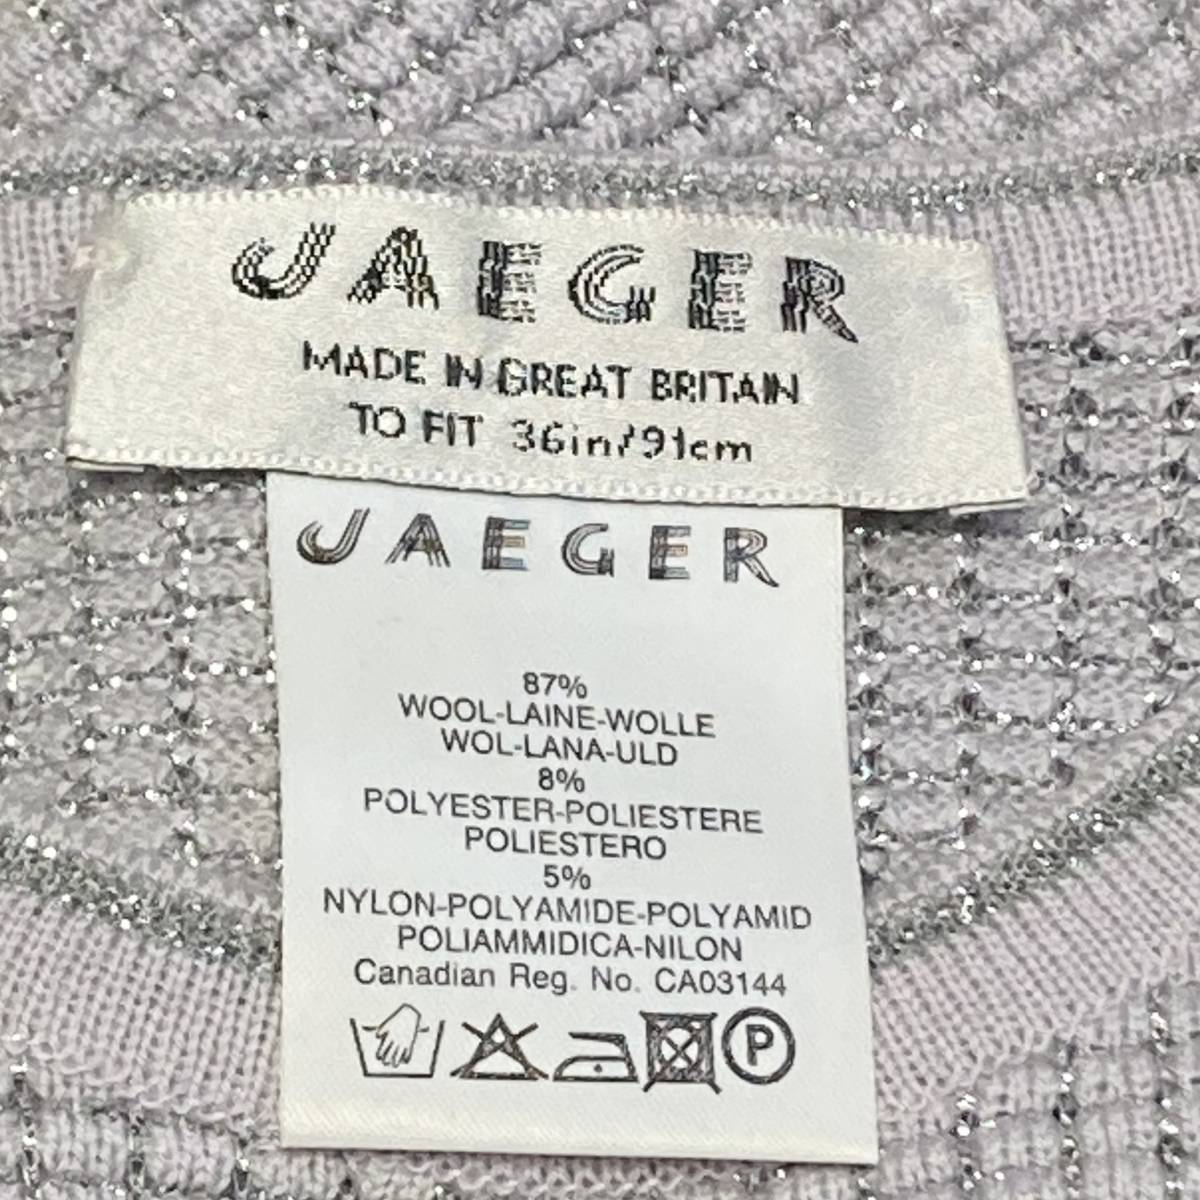 JAEGER
MADE IN GREAT BRITAIN
TO FIT 36in/91cm
JAEGER
87%
WOOL-LAINE-WOLLE
WOL-LANA-ULD
8%
POLYESTER-POLIESTERE
POLIESTERO
5%
NYLON-POLYAMIDE-POLYAMID
POLIAMMIDICA-NILON
Canadian Reg. No. CA03144
P